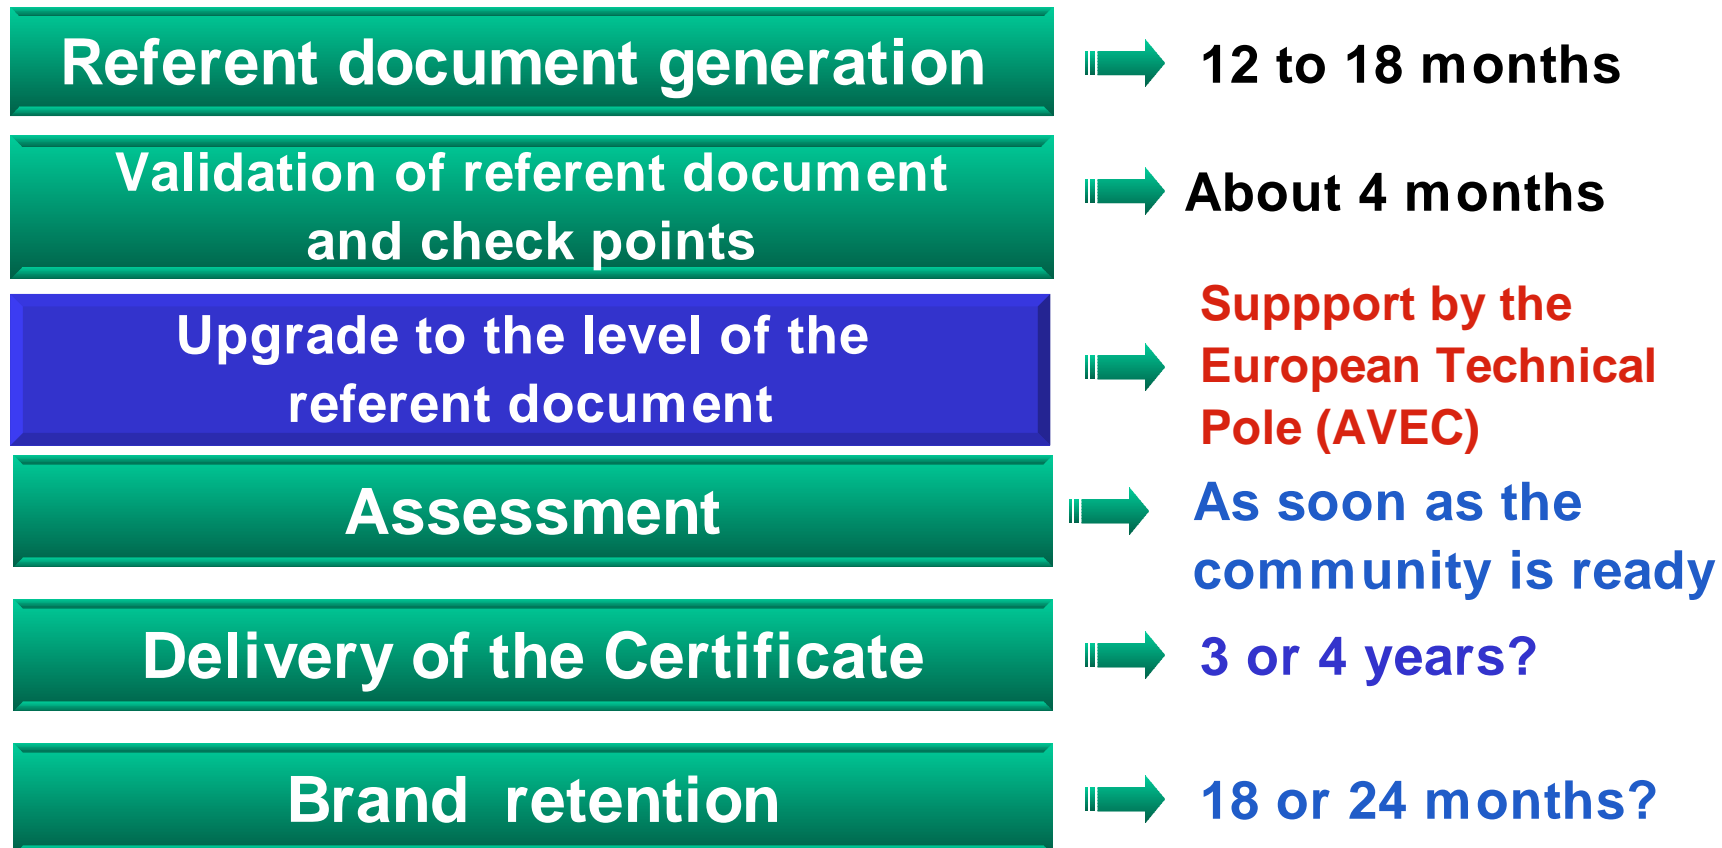 Referent document generation
12 to 18 months
Validation of referent document
and check points
About 4 months
Upgrade to the level of the
referent document
Suppport by the
European Technical
Pole (AVEC)
Assessment
As soon as the
community is ready
Delivery of the Certificate
3 or 4 years?
Brand retention
18 or 24 months?